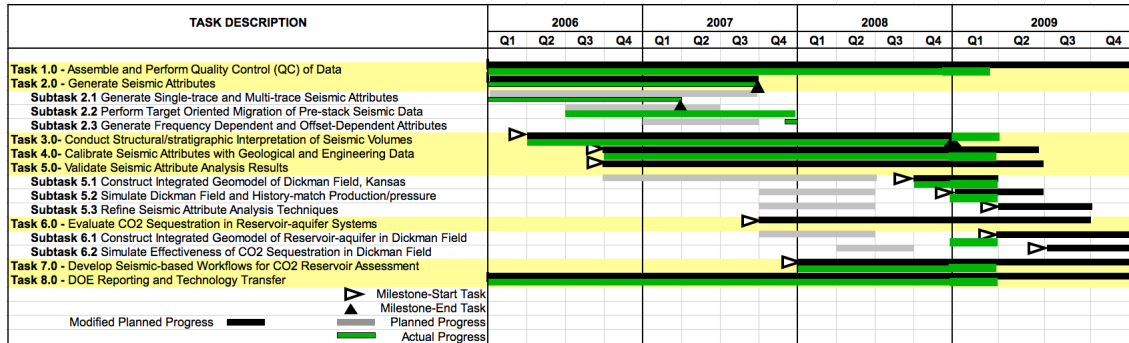 TASK DESCRIPTION 2006 2007 2008 2009
Q1 Q2 Q3 Q4 Q1 Q2 Q3 Q4 Q1 Q2 Q3 Q4 Q1 Q2 Q3 Q4
Task 1.0 - Assemble and Perform Quality Control (QC) of Data
Task 2.0 - Generate Seismic Attributes
Subtask 2.1 Generate Single-trace and Multi-trace Seismic Attributes
Subtask 2.2 Perform Target Oriented Migration of Pre-stack Seismic Data
Subtask 2.3 Generate Frequency Dependent and Offset-Dependent Attributes
Task 3.0- Conduct Structural/stratigraphic Interpretation of Seismic Volumes
Task 4.0- Calibrate Seismic Attributes with Geological and Engineering Data
Task 5.0- Validate Seismic Attribute Analysis Results
Subtask 5.1 Construct Integrated Geomodel of Dickman Field, Kansas
Subtask 5.2 Simulate Dickman Field and History-match Production/pressure
Subtask 5.3 Refine Seismic Attribute Analysis Techniques
Task 6.0 - Evaluate CO2 Sequestration in Reservoir-aquifer Systems
Subtask 6.1 Construct Integrated Geomodel of Reservoir-aquifer in Dickman Field
Subtask 6.2 Simulate Effectiveness of CO2 Sequestration in Dickman Field
Task 7.0 - Develop Seismic-based Workflows for CO2 Reservoir Assessment
Task 8.0 - DOE Reporting and Technology Transfer
Milestone-Start Task
Milestone-End Task
Modified Planned Progress Planned Progress
Actual Progress